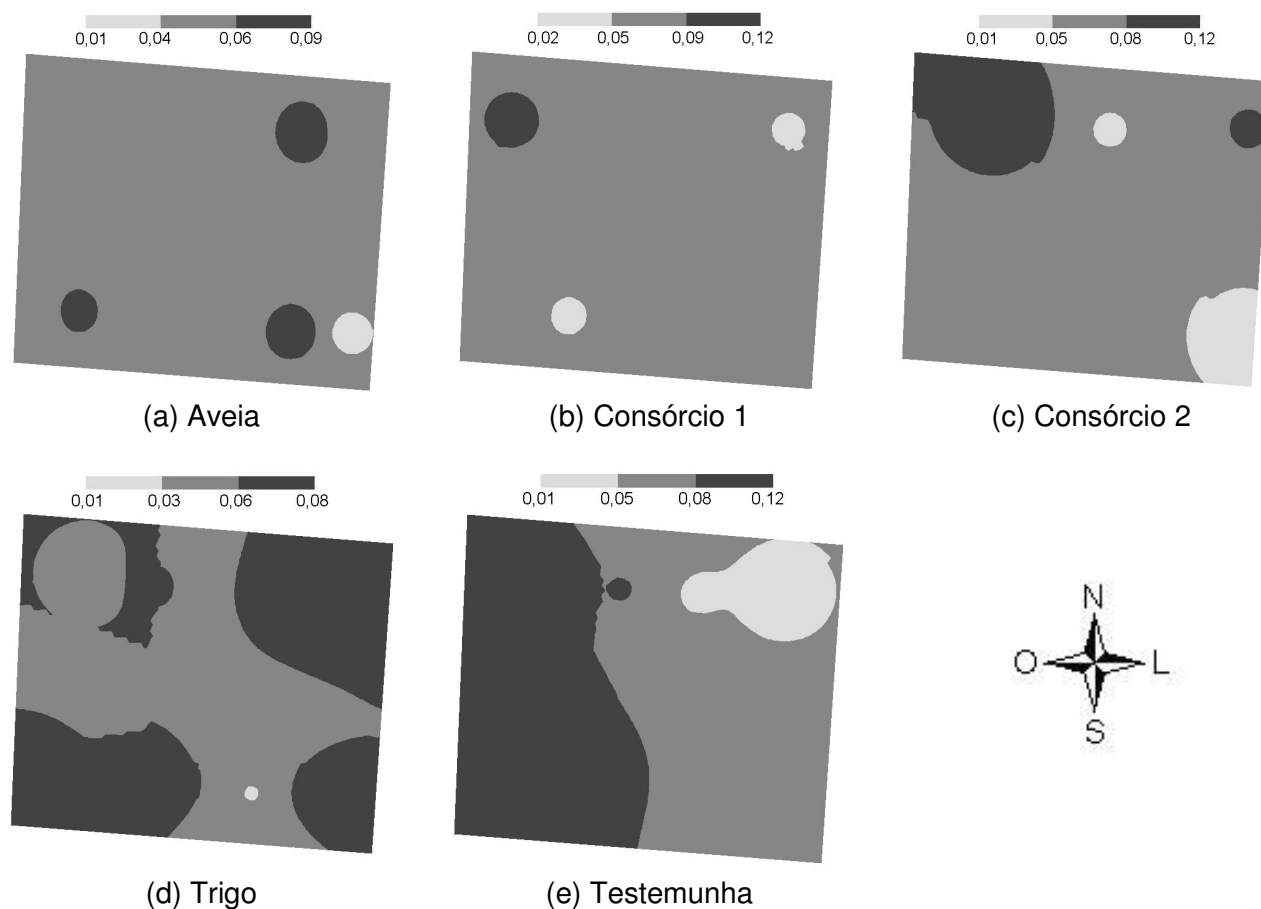 0,01 0,04 0,06 0,09
0,02 0,05 0,09 0,12
0,01 0,05 0,08 0,12
(a) Aveia
(b) Consórcio 1
(c) Consórcio 2
0,01 0,03 0,06 0,08
0,01 0,05 0,08 0,12
N
O L
S
(d) Trigo
(e) Testemunha